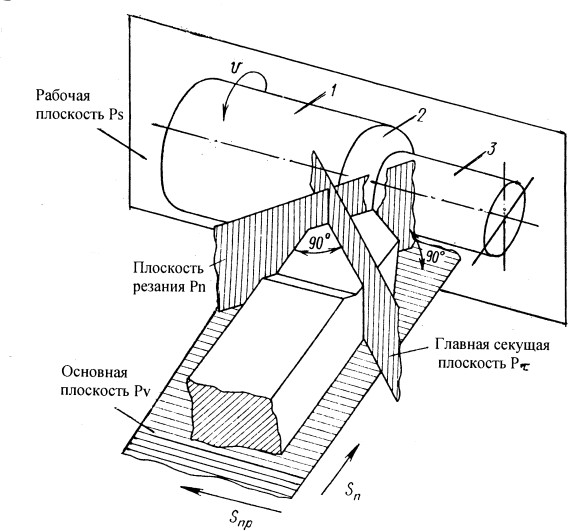 υ
1
2
3
Рабочая
плоскость Ps
90°
90°
Плоскость
резания Pn
Главная секущая
плоскость Pτ
Основная
плоскость Pv
Sп
Sпр